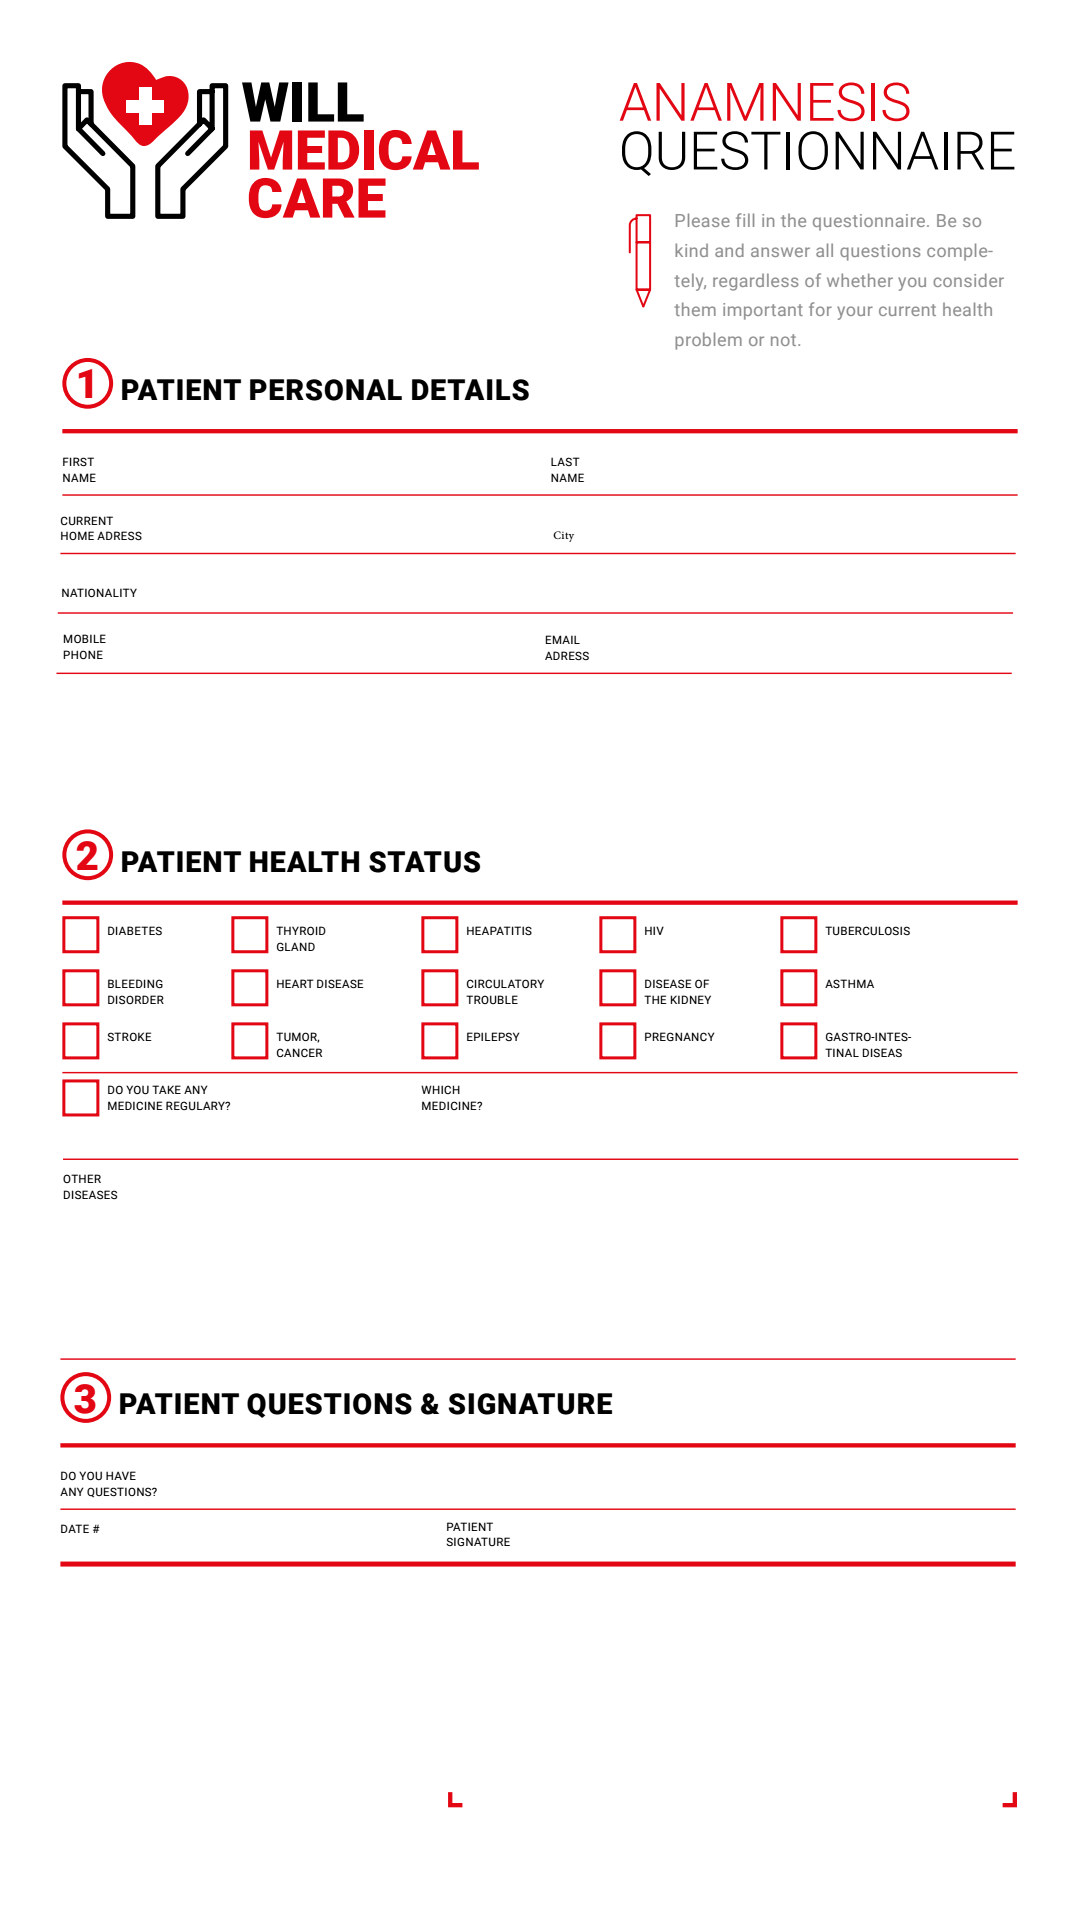 WILL
MEDICAL
CARE
ANAMNESIS
QUESTIONNAIRE
Please fill in the questionnaire. Be so
kind and answer all questions comple-
tely, regardless of whether you consider
them important for your current health
problem or not.
1 PATIENT PERSONAL DETAILS
FIRST
NAME
LAST
NAME
CURRENT
HOME ADRESS
City
NATIONALITY
MOBILE
PHONE
EMAIL
ADRESS
2 PATIENT HEALTH STATUS
DIABETES
THYROID
GLAND
HEAPATITIS
HIV
TUBERCULOSIS
BLEEDING
DISORDER
HEART DISEASE
CIRCULATORY
TROUBLE
DISEASE OF
THE KIDNEY
ASTHMA
STROKE
TUMOR,
CANCER
EPILEPSY
PREGNANCY
GASTRO-INTES-
TINAL DISEAS
DO YOU TAKE ANY
MEDICINE REGULARY?
WHICH
MEDICINE?
OTHER
DISEASES
3 PATIENT QUESTIONS & SIGNATURE
DO YOU HAVE
ANY QUESTIONS?
DATE #
PATIENT
SIGNATURE